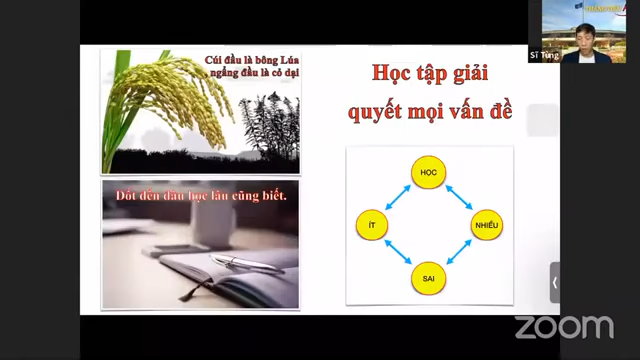 Cúi đầu là bông Lúa
, ngẩng đầu là cỏ dại
Dốt đến đâu học lâu cũng biết.
Học tập giải
quyết mọi vấn đề
HỌC
ÍT
NHIỀU
SAI
Sĩ Tùng
zoom